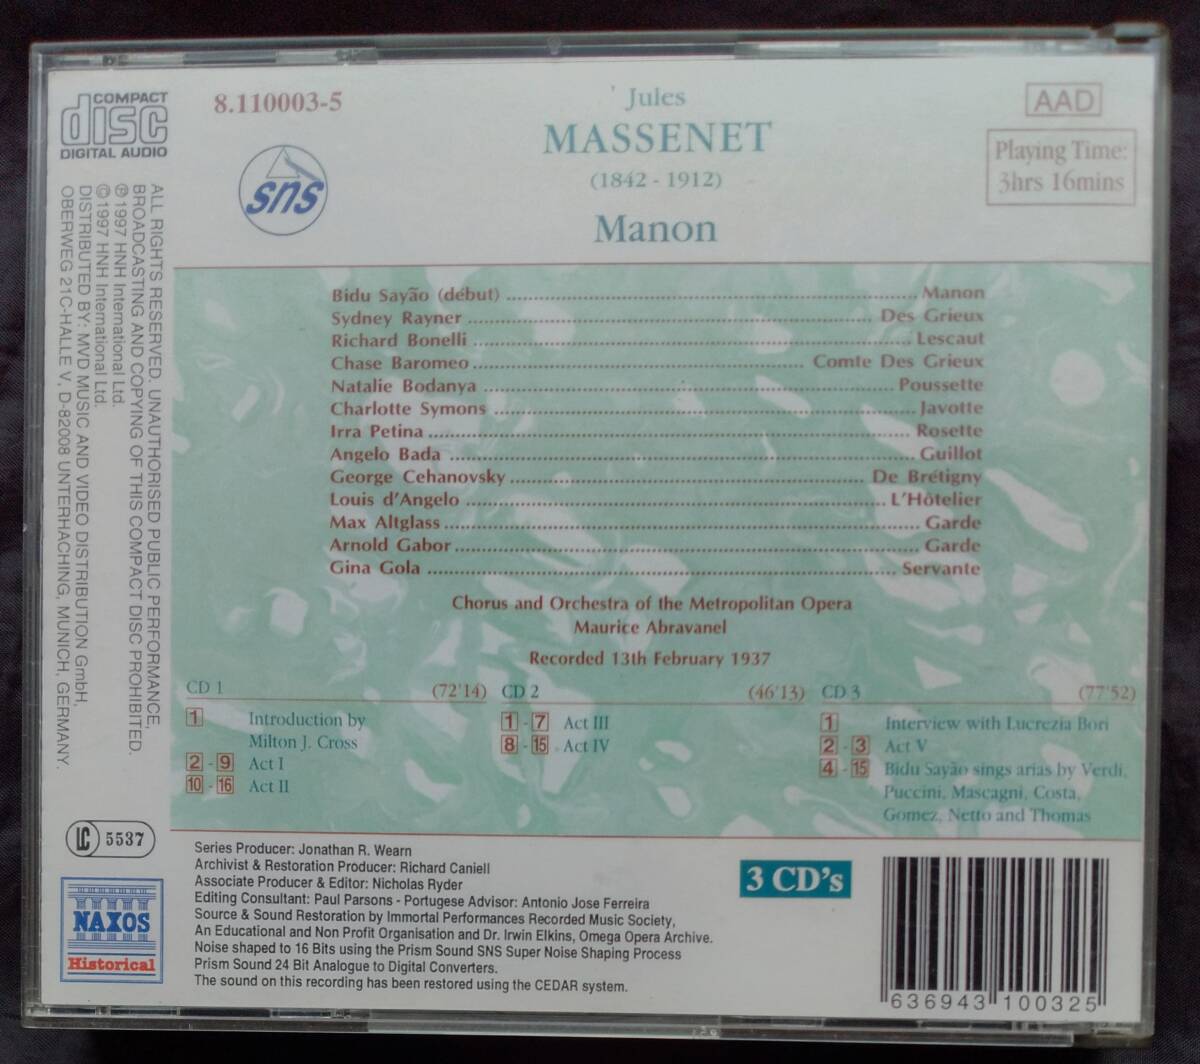 COMPACT
disc
DIGITAL AUDIO
8.110003-5
sns
Jules
MASSENET
(1842 - 1912)
Manon
AAD
Playing Time:
3hrs 16mins
ALL RIGHTS RESERVED. UNAUTHORISED PUBLIC PERFORMANCE,
BROADCASTING AND COPYING OF THIS COMPACT DISC PROHIBITED.
℗ 1997 HNH International Ltd.
© 1997 HNH International Ltd.
DISTRIBUTED BY: MVD MUSIC AND VIDEO DISTRIBUTION GmbH,
OBERWEG 21C-HALLE V, D-82008 UNTERHACHING, MUNICH, GERMANY.
Bidu Sayão (début) ........ Manon
Sydney Rayner ........ Des Grieux
Richard Bonelli ........ Lescaut
Chase Baromeo ........ Comte Des Grieux
Natalie Bodanya ........ Poussette
Charlotte Symons ........ Javotte
Irra Petina ........ Rosette
Angelo Bada ........ Guillot
George Cehanovsky ........ De Brétigny
Louis d'Angelo ........ L'Hôtelier
Max Altglass ........ Garde
Arnold Gabor ........ Garde
Gina Gola ........ Servante
Chorus and Orchestra of the Metropolitan Opera
Maurice Abravanel
Recorded 13th February 1937
CD 1 (72'14)
1 Introduction by
Milton J. Cross
2 - 9 Act I
10 - 16 Act II
CD 2 (46'13)
1 - 7 Act III
8 - 15 Act IV
CD 3 (77'52)
1 Interview with Lucrezia Bori
2 - 3 Act V
4 - 15 Bidu Sayão sings arias by Verdi,
Puccini, Mascagni, Costa,
Gomez, Netto and Thomas
LC 5537
NAXOS
Historical
Series Producer: Jonathan R. Wearn
Archivist & Restoration Producer: Richard Caniell
Associate Producer & Editor: Nicholas Ryder
Editing Consultant: Paul Parsons - Portugese Advisor: Antonio Jose Ferreira
Source & Sound Restoration by Immortal Performances Recorded Music Society,
An Educational and Non Profit Organisation and Dr. Irwin Elkins, Omega Opera Archive.
Noise shaped to 16 Bits using the Prism Sound SNS Super Noise Shaping Process
Prism Sound 24 Bit Analogue to Digital Converters.
The sound on this recording has been restored using the CEDAR system.
3 CD's
636943 100325